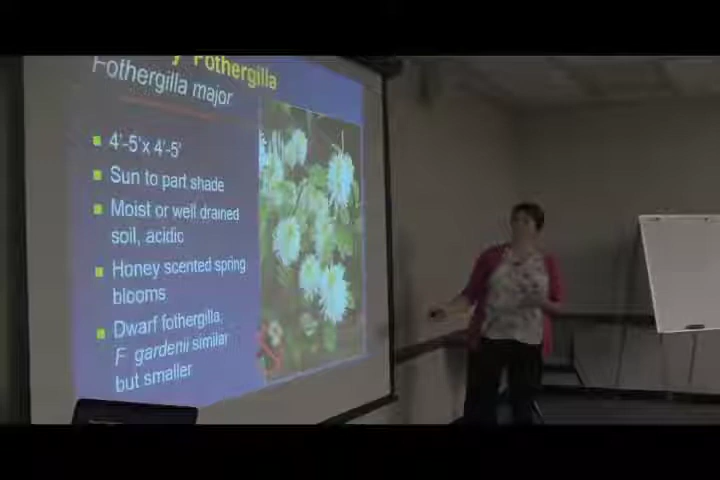 Fothergilla
Fothergilla major
4'-5'x 4'-5'
Sun to part shade
Moist or well drained
soil, acidic
Honey scented spring
blooms
Dwarf fothergilla,
F gardenii similar
but smaller